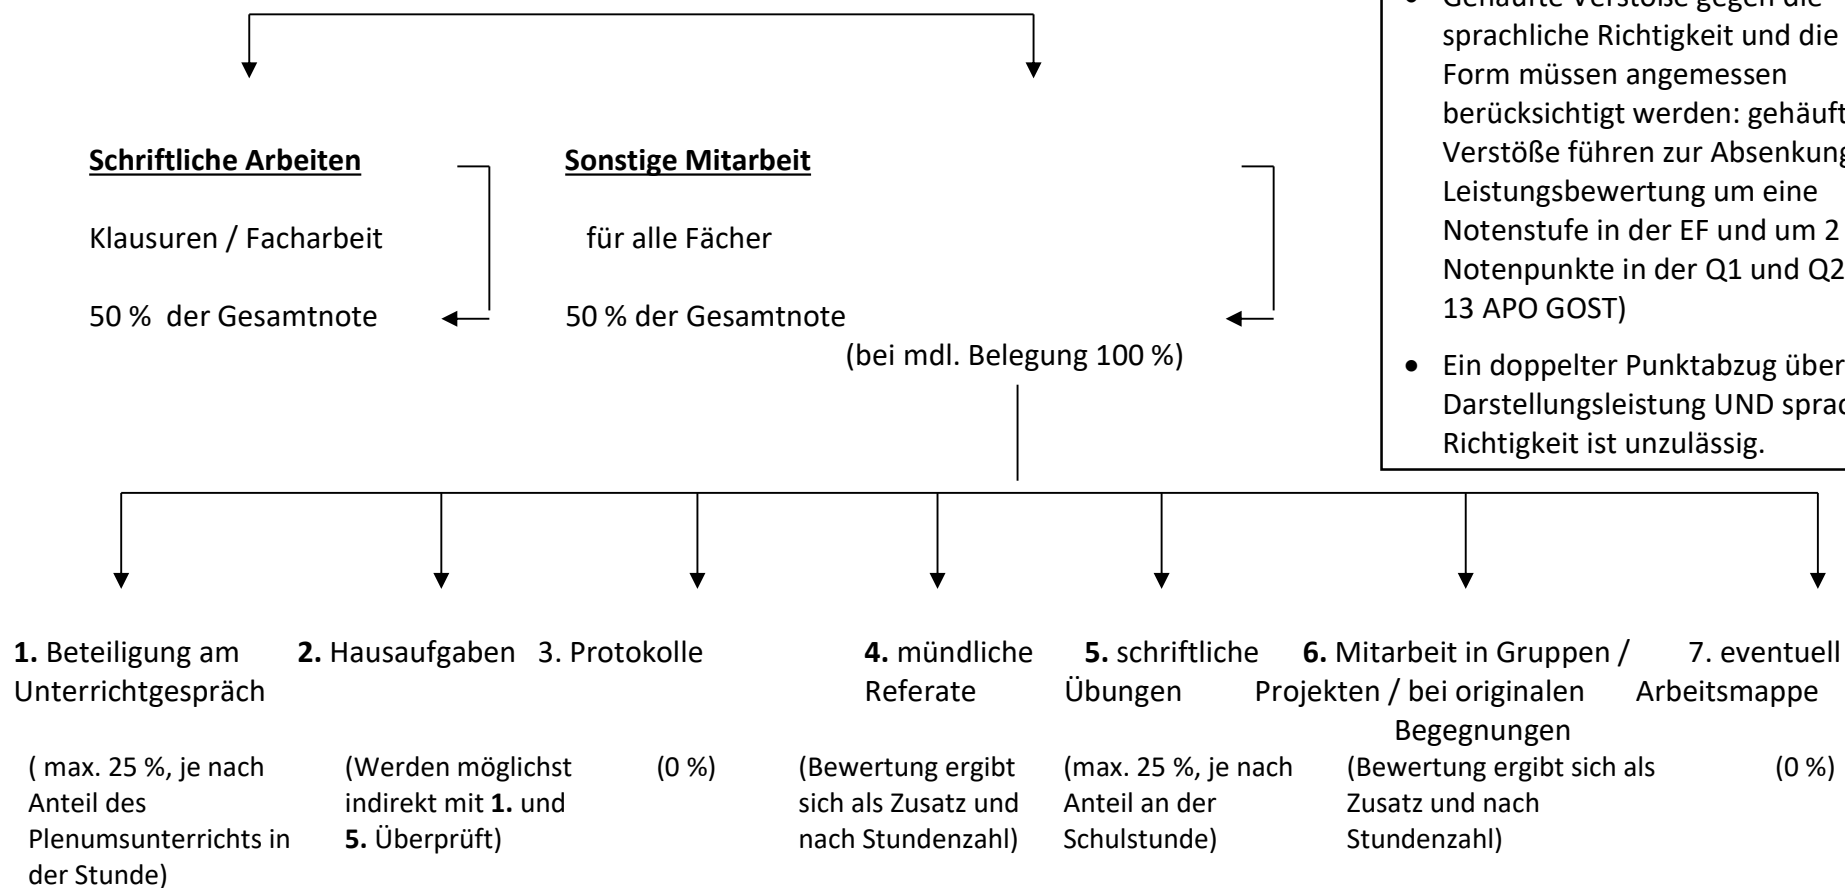 Gehäufte Verstöße gegen die
sprachliche Richtigkeit und die
Form müssen angemessen
berücksichtigt werden: gehäuft
Verstöße führen zur Absenkung
Leistungsbewertung um eine
Notenstufe in der EF und um 2
Notenpunkte in der Q1 und Q2
13 APO GOST)
• Ein doppelter Punktabzug über
Darstellungsleistung UND sprac
Richtigkeit ist unzulässig.
Schriftliche Arbeiten
Klausuren / Facharbeit
50 % der Gesamtnote
Sonstige Mitarbeit
für alle Fächer
50 % der Gesamtnote
(bei mdl. Belegung 100 %)
1. Beteiligung am
Unterrichtgespräch
( max. 25 %, je nach
Anteil des
Plenumsunterrichts in
der Stunde)
2. Hausaufgaben
(Werden möglichst
indirekt mit 1. und
5. Überprüft)
3. Protokolle
(0 %)
4. mündliche
Referate
(Bewertung ergibt
sich als Zusatz und
nach Stundenzahl)
5. schriftliche
Übungen
(max. 25 %, je nach
Anteil an der
Schulstunde)
6. Mitarbeit in Gruppen /
Projekten / bei originalen
Begegnungen
(Bewertung ergibt sich als
Zusatz und nach
Stundenzahl)
7. eventuell
Arbeitsmappe
(0 %)